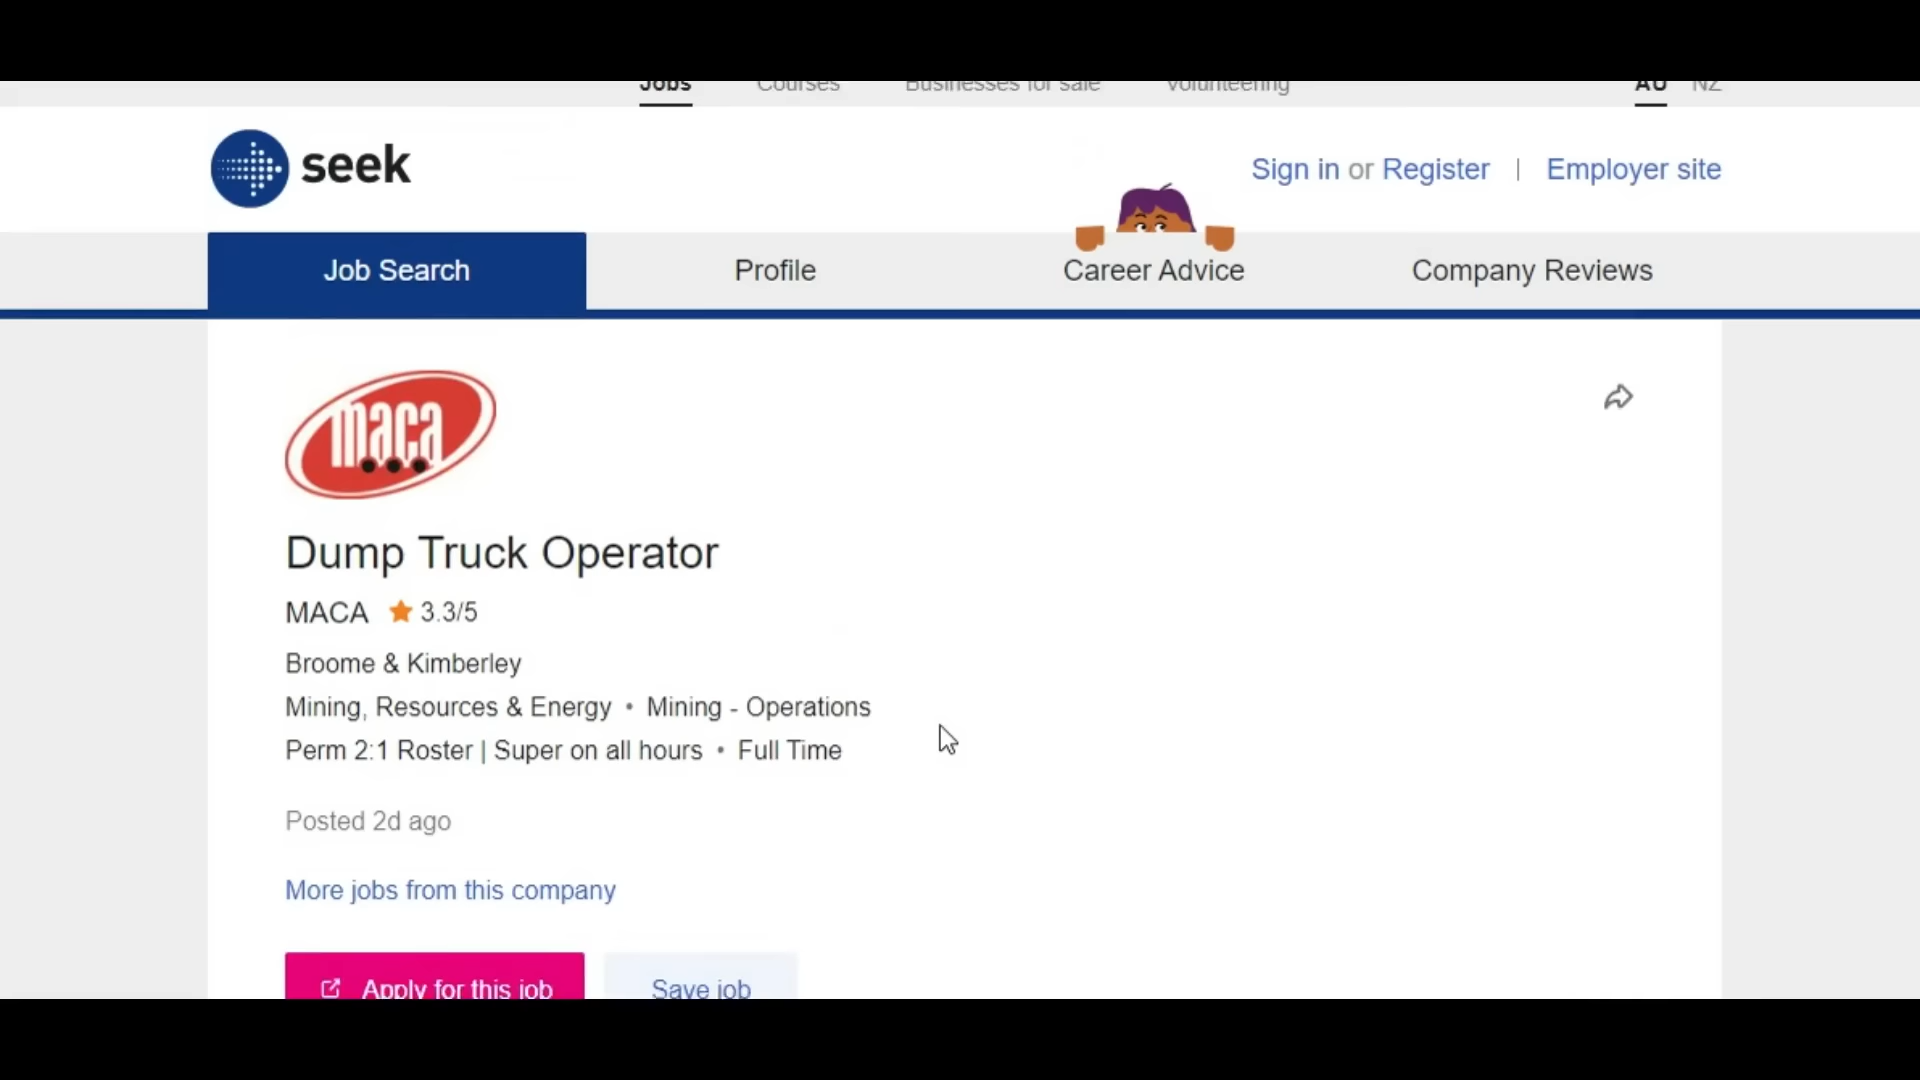 Jobs Courses Businesses for sale Volunteering AU NZ
seek
Sign in or Register | Employer site
Job Search Profile Career Advice Company Reviews
maca
Dump Truck Operator
MACA 3.3/5
Broome & Kimberley
Mining, Resources & Energy • Mining - Operations
Perm 2:1 Roster | Super on all hours • Full Time
Posted 2d ago
More jobs from this company
Apply for this job Save job